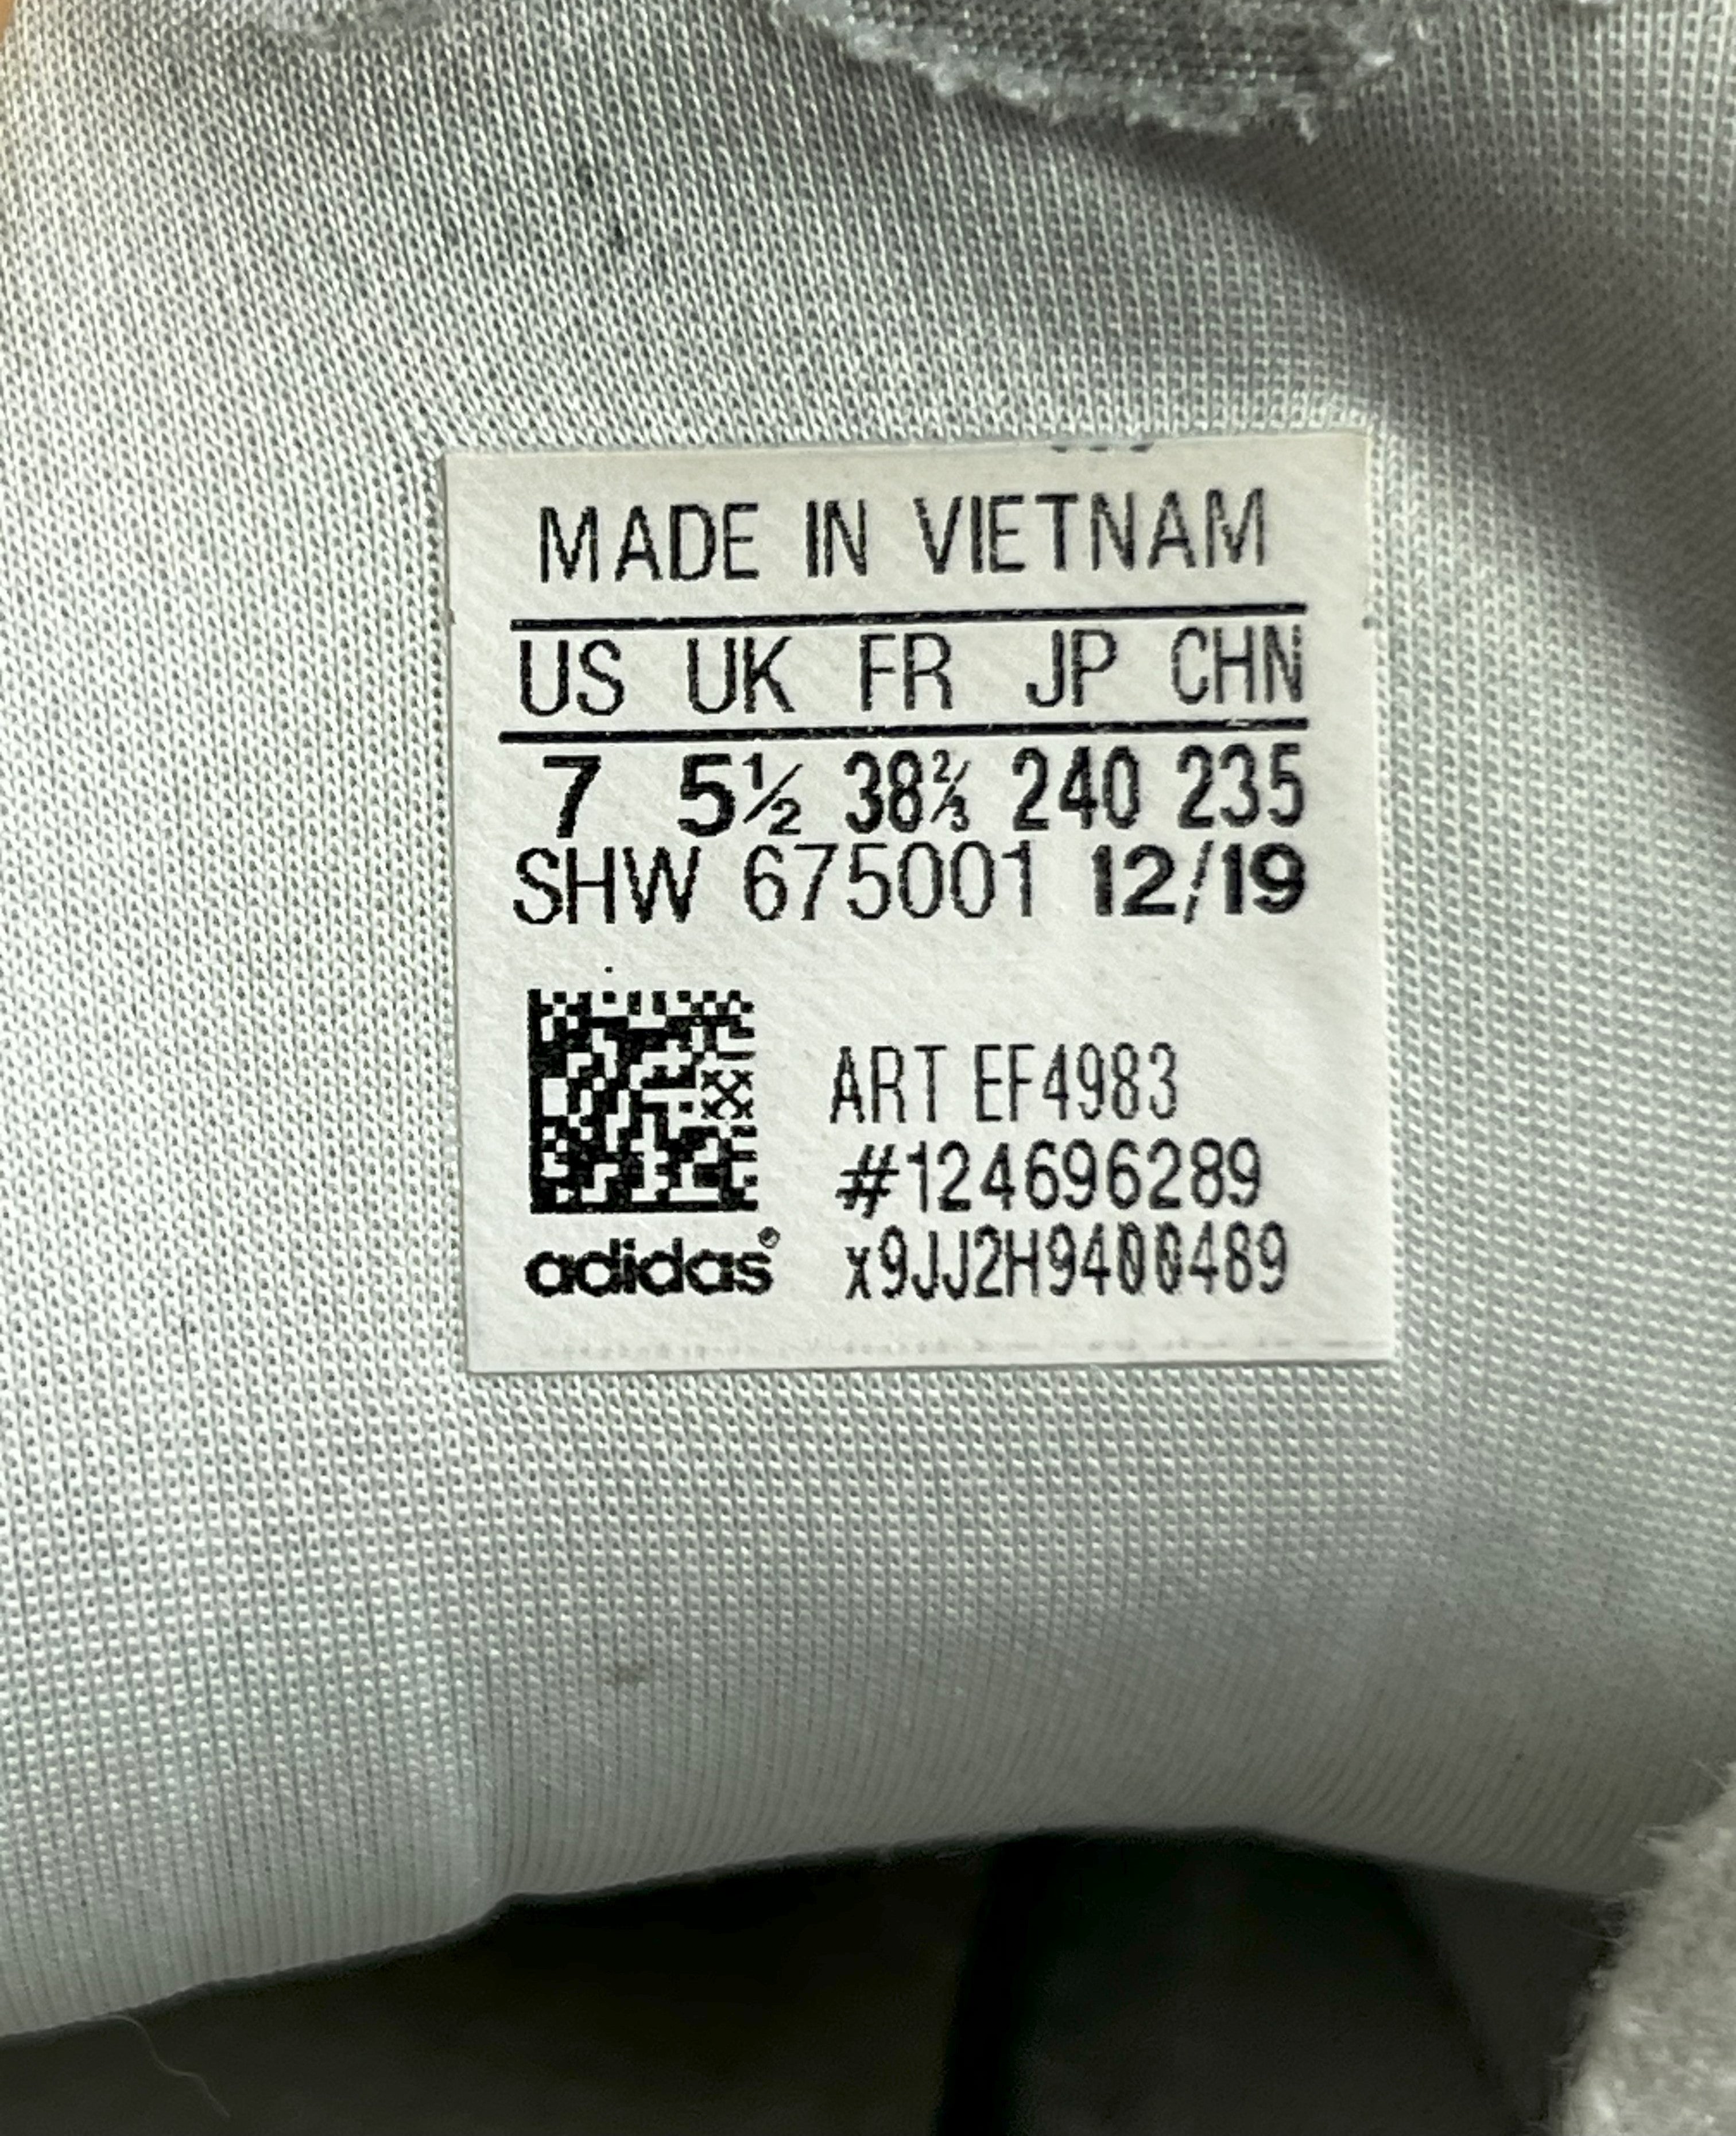 MADE IN VIETNAM
US UK FR JP CHN
7 5½ 38⅔ 240 235
SHW 675001 12/19
ART EF4983
#124696289
adidas® x9JJ2H9400489